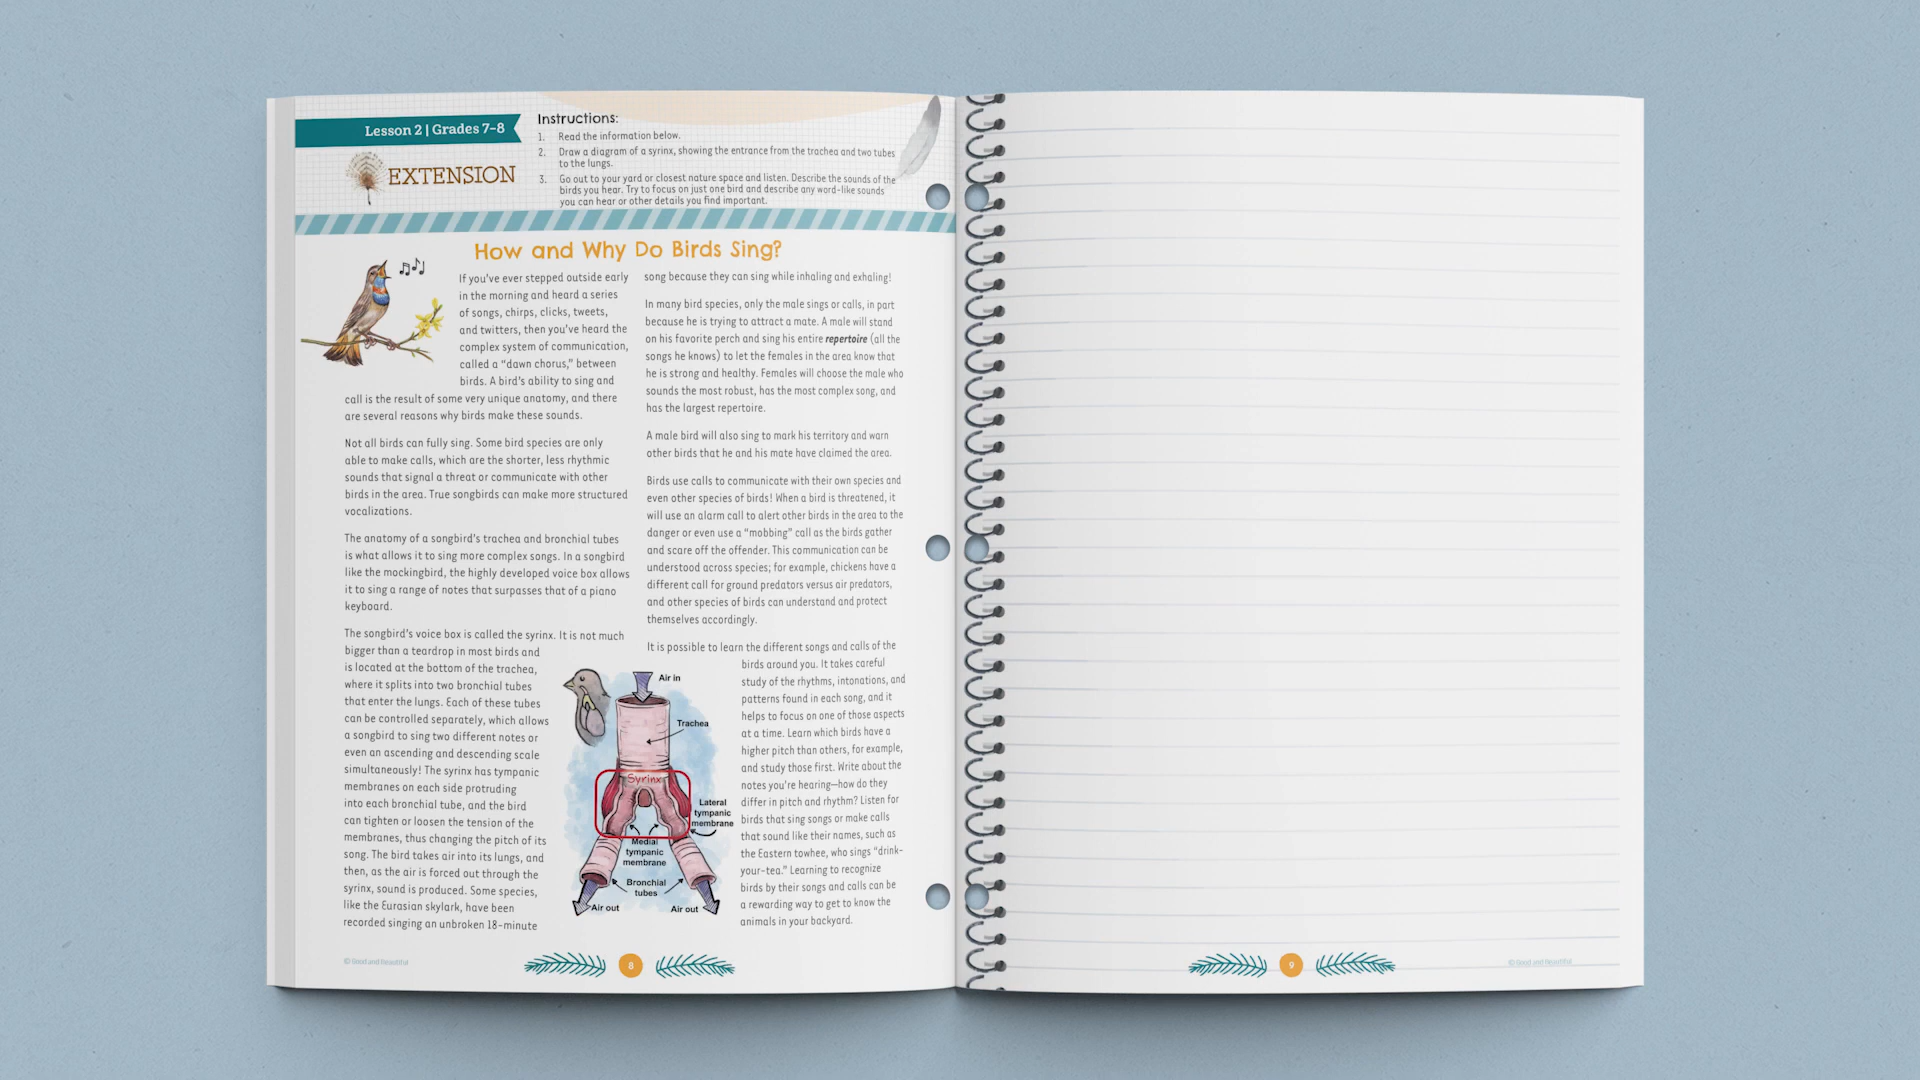 Lesson 2 | Grades 7-8
EXTENSION
Instructions:
1. Read the information below.
2. Draw a diagram of a syrinx, showing the entrance from the trachea and two tubes
to the lungs.
3. Go out to your yard or closest nature space and listen. Describe the sounds of the
birds you hear. Try to focus on just one bird and describe any word-like sounds
you can hear or other details you find important.
How and Why Do Birds Sing?
If you've ever stepped outside early
in the morning and heard a series
of songs, chirps, clicks, tweets,
and twitters, then you've heard the
complex system of communication,
called a "dawn chorus," between
birds. A bird's ability to sing and
call is the result of some very unique anatomy, and there
are several reasons why birds make these sounds.
Not all birds can fully sing. Some bird species are only
able to make calls, which are the shorter, less rhythmic
sounds that signal a threat or communicate with other
birds in the area. True songbirds can make more structured
vocalizations.
The anatomy of a songbird's trachea and bronchial tubes
is what allows it to sing more complex songs. In a songbird
like the mockingbird, the highly developed voice box allows
it to sing a range of notes that surpasses that of a piano
keyboard.
The songbird's voice box is called the syrinx. It is not much
bigger than a teardrop in most birds and
is located at the bottom of the trachea,
where it splits into two bronchial tubes
that enter the lungs. Each of these tubes
can be controlled separately, which allows
a songbird to sing two different notes or
even an ascending and descending scale
simultaneously! The syrinx has tympanic
membranes on each side protruding
into each bronchial tube, and the bird
can tighten or loosen the tension of the
membranes, thus changing the pitch of its
song. The bird takes air into its lungs, and
then, as the air is forced out through the
syrinx, sound is produced. Some species,
like the Eurasian skylark, have been
recorded singing an unbroken 18-minute
song because they can sing while inhaling and exhaling!
In many bird species, only the male sings or calls, in part
because he is trying to attract a mate. A male will stand
on his favorite perch and sing his entire repertoire (all the
songs he knows) to let the females in the area know that
he is strong and healthy. Females will choose the male who
sounds the most robust, has the most complex song, and
has the largest repertoire.
A male bird will also sing to mark his territory and warn
other birds that he and his mate have claimed the area.
Birds use calls to communicate with their own species and
even other species of birds! When a bird is threatened, it
will use an alarm call to alert other birds in the area to the
danger or even use a "mobbing" call as the birds gather
and scare off the offender. This communication can be
understood across species; for example, chickens have a
different call for ground predators versus air predators,
and other species of birds can understand and protect
themselves accordingly.
It is possible to learn the different songs and calls of the
birds around you. It takes careful
study of the rhythms, intonations, and
patterns found in each song, and it
helps to focus on one of those aspects
at a time. Learn which birds have a
higher pitch than others, for example,
and study those first. Write about the
notes you're hearing—how do they
differ in pitch and rhythm? Listen for
birds that sing songs or make calls
that sound like their names, such as
the Eastern towhee, who sings "drink-
your-tea." Learning to recognize
birds by their songs and calls can be
a rewarding way to get to know the
animals in your backyard.
Air in
Trachea
Syrinx
Lateral
tympanic
membrane
Medial
tympanic
membrane
Bronchial
tubes
Air out
Air out
© Good and Beautiful
8
9
© Good and Beautiful